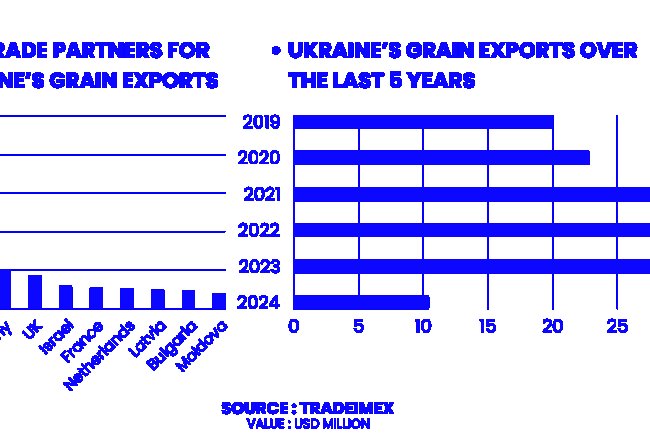 RADE PARTNERS FOR
NE'S GRAIN EXPORTS
UK
Israel
France
Netherlands
Latvia
Bulgaria
Moldova
• UKRAINE'S GRAIN EXPORTS OVER
THE LAST 5 YEARS
2019
2020
2021
2022
2023
2024
0 5 10 15 20 25
SOURCE : TRADEIMEX
VALUE : USD MILLION